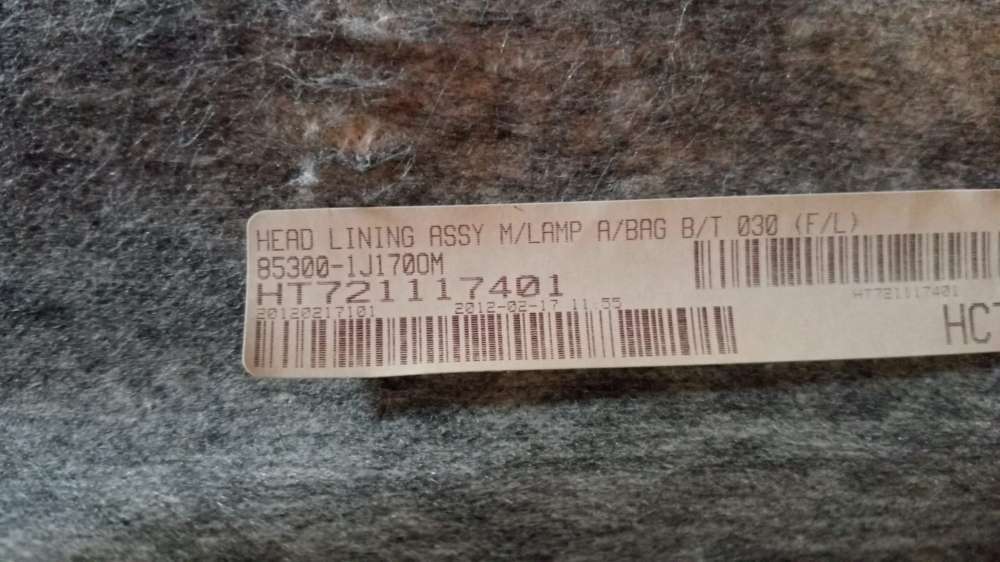 HEAD LINING ASSY M/LAMP A/BAG B/T 030 (F/L)
85300-1J170OM
HT721117401
20120217101 2012-02-17 11:55
HT721117401
HC